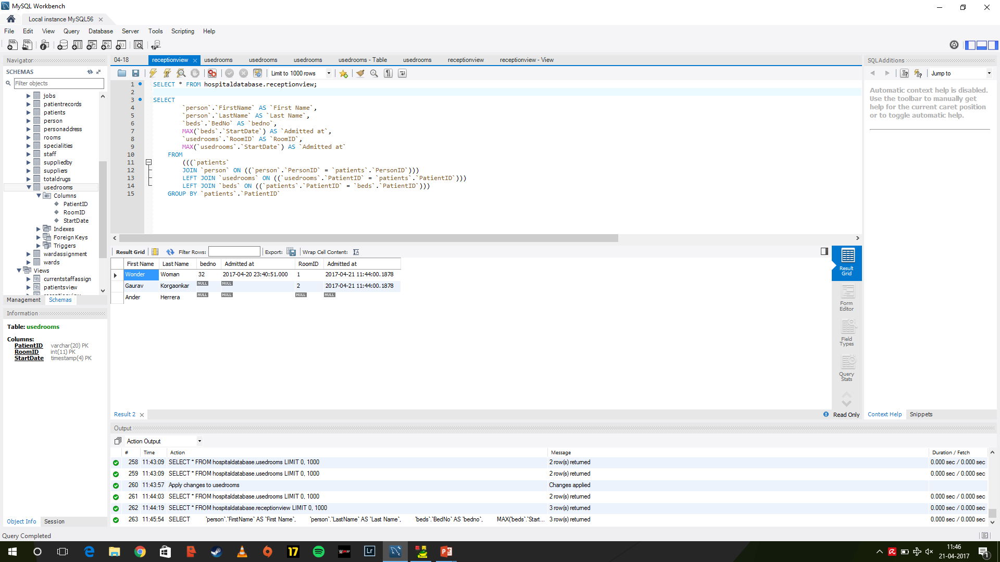 MySQL Workbench
Local instance MySQL56
File Edit View Query Database Server Tools Scripting Help
Navigator
SCHEMAS
Filter objects
jobs
patientrecords
patients
person
personaddress
rooms
specialities
staff
suppliedby
suppliers
totaldrugs
usedrooms
Columns
PatientID
RoomID
StartDate
Indexes
Foreign Keys
Triggers
wardassignment
wards
Views
currentstaffassign
patientsview
Management Schemas
Information
Table: usedrooms
Columns:
PatientID varchar(20) PK
RoomID int(11) PK
StartDate timestamp(4) PK
Object Info Session
04-18 receptionview usedrooms usedrooms usedrooms usedrooms - Table usedrooms receptionview receptionview - View
Limit to 1000 rows
1 SELECT * FROM hospitaldatabase.receptionview;
2
3 SELECT
4 `person`.`FirstName` AS `First Name`,
5 `person`.`LastName` AS `Last Name`,
6 `beds`.`BedNo` AS `bedno`,
7 MAX(`beds`.`StartDate`) AS `Admitted at`,
8 `usedrooms`.`RoomID` AS `RoomID`,
9 MAX(`usedrooms`.`StartDate`) AS `Admitted at`
10 FROM
11 (((`patients`
12 JOIN `person` ON ((`person`.`PersonID` = `patients`.`PersonID`)))
13 LEFT JOIN `usedrooms` ON ((`usedrooms`.`PatientID` = `patients`.`PatientID`)))
14 LEFT JOIN `beds` ON ((`patients`.`PatientID` = `beds`.`PatientID`)))
15 GROUP BY `patients`.`PatientID`
Result Grid Filter Rows: Export: Wrap Cell Content:
First Name Last Name bedno Admitted at RoomID Admitted at
Wonder Woman 32 2017-04-20 23:40:51.000 1 2017-04-21 11:44:00.1878
Gaurav Korgaonkar NULL NULL 2 2017-04-21 11:44:00.1878
Ander Herrera NULL NULL NULL NULL
Result
Grid
Form
Editor
Field
Types
Query
Stats
Result 2
Read Only
SQLAdditions
Jump to
Automatic context help is disabled.
Use the toolbar to manually get
help for the current caret position
or to toggle automatic help.
Context Help Snippets
Output
Action Output
# Time Action Message Duration / Fetch
258 11:43:09 SELECT * FROM hospitaldatabase.usedrooms LIMIT 0, 1000 2 row(s) returned 0.000 sec / 0.000 sec
259 11:43:09 SELECT * FROM hospitaldatabase.usedrooms LIMIT 0, 1000 2 row(s) returned 0.000 sec / 0.000 sec
260 11:43:57 Apply changes to usedrooms Changes applied
261 11:44:03 SELECT * FROM hospitaldatabase.usedrooms LIMIT 0, 1000 2 row(s) returned 0.000 sec / 0.000 sec
262 11:44:19 SELECT * FROM hospitaldatabase.receptionview LIMIT 0, 1000 3 row(s) returned 0.000 sec / 0.000 sec
263 11:45:54 SELECT `person`.`FirstName` AS `First Name`, `person`.`LastName` AS `Last Name`, `beds`.`BedNo` AS `bedno`, MAX(`beds`.`Start... 3 row(s) returned 0.000 sec / 0.000 sec
Query Completed
17
Lr
11:46
21-04-2017
1